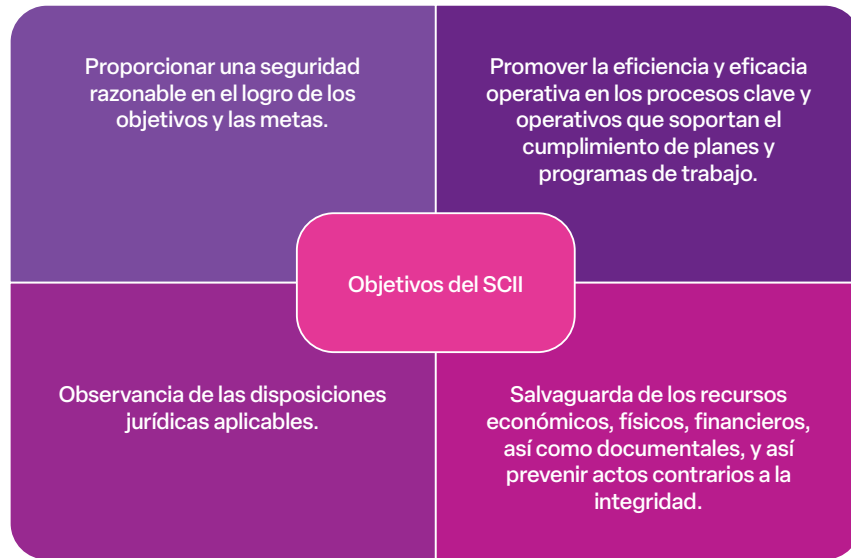 Proporcionar una seguridad
razonable en el logro de los
objetivos y las metas.
Promover la eficiencia y eficacia
operativa en los procesos clave y
operativos que soportan el
cumplimiento de planes y
programas de trabajo.
Objetivos del SCII
Observancia de las disposiciones
jurídicas aplicables.
Salvaguarda de los recursos
económicos, físicos, financieros,
así como documentales, y así
prevenir actos contrarios a la
integridad.